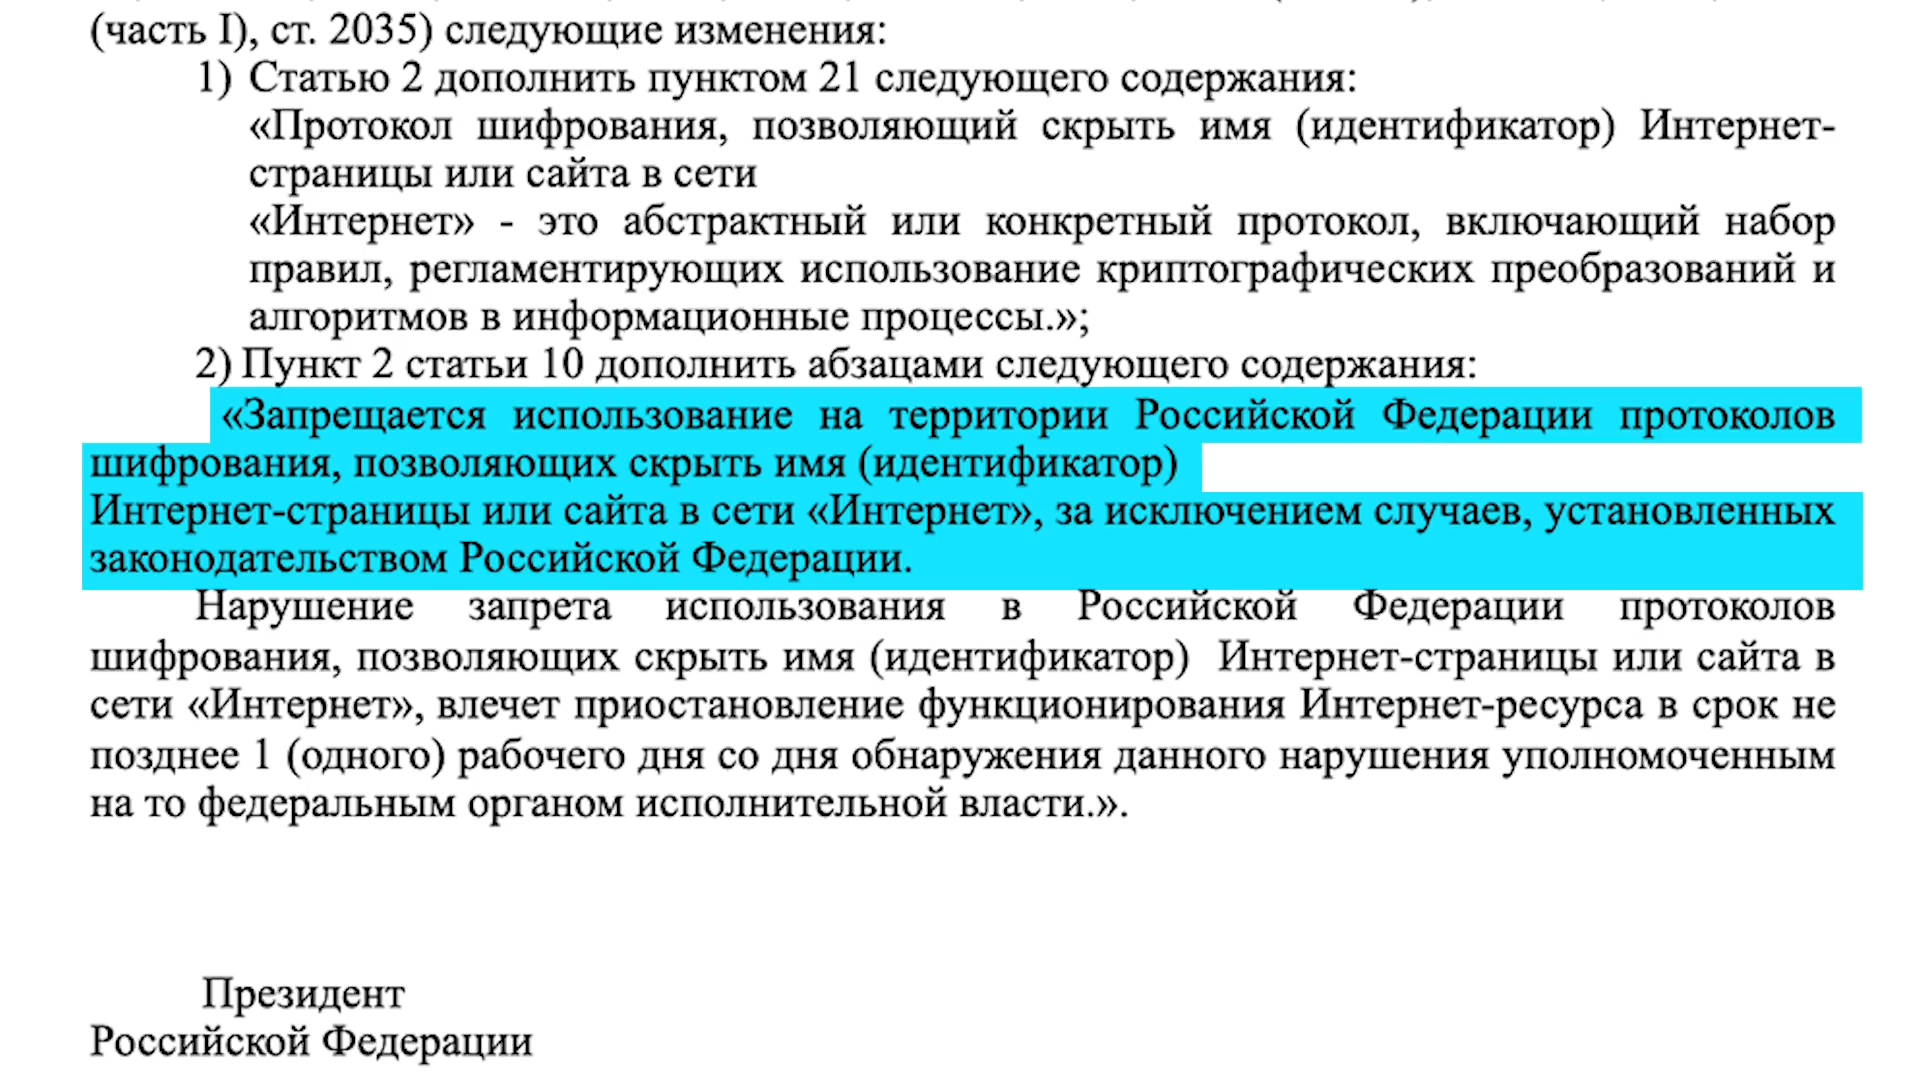 (часть I), ст. 2035) следующие изменения:
1) Статью 2 дополнить пунктом 21 следующего содержания:
«Протокол шифрования, позволяющий скрыть имя (идентификатор) Интернет-
страницы или сайта в сети
«Интернет» - это абстрактный или конкретный протокол, включающий набор
правил, регламентирующих использование криптографических преобразований и
алгоритмов в информационные процессы.»;
2) Пункт 2 статьи 10 дополнить абзацами следующего содержания:
«Запрещается использование на территории Российской Федерации протоколов
шифрования, позволяющих скрыть имя (идентификатор)
Интернет-страницы или сайта в сети «Интернет», за исключением случаев, установленных
законодательством Российской Федерации.
Нарушение запрета использования в Российской Федерации протоколов
шифрования, позволяющих скрыть имя (идентификатор) Интернет-страницы или сайта в
сети «Интернет», влечет приостановление функционирования Интернет-ресурса в срок не
позднее 1 (одного) рабочего дня со дня обнаружения данного нарушения уполномоченным
на то федеральным органом исполнительной власти.».
Президент
Российской Федерации